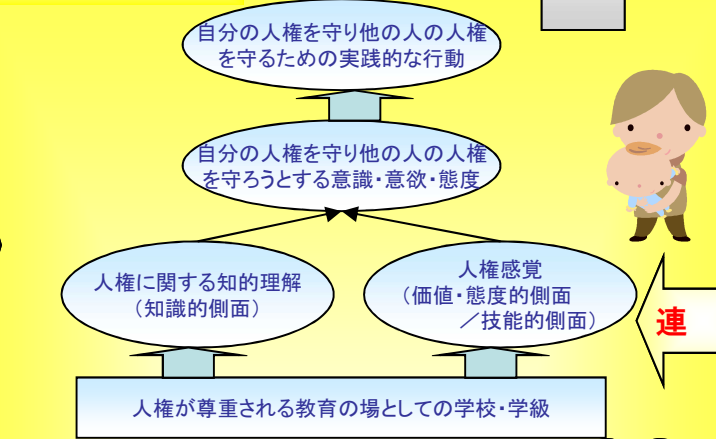 自分の人権を守り他の人の人権
を守るための実践的な行動
自分の人権を守り他の人の人権
を守ろうとする意識・意欲・態度
人権に関する知的理解
（知識的側面）
人権感覚
（価値・態度的側面
／技能的側面）
連
人権が尊重される教育の場としての学校・学級